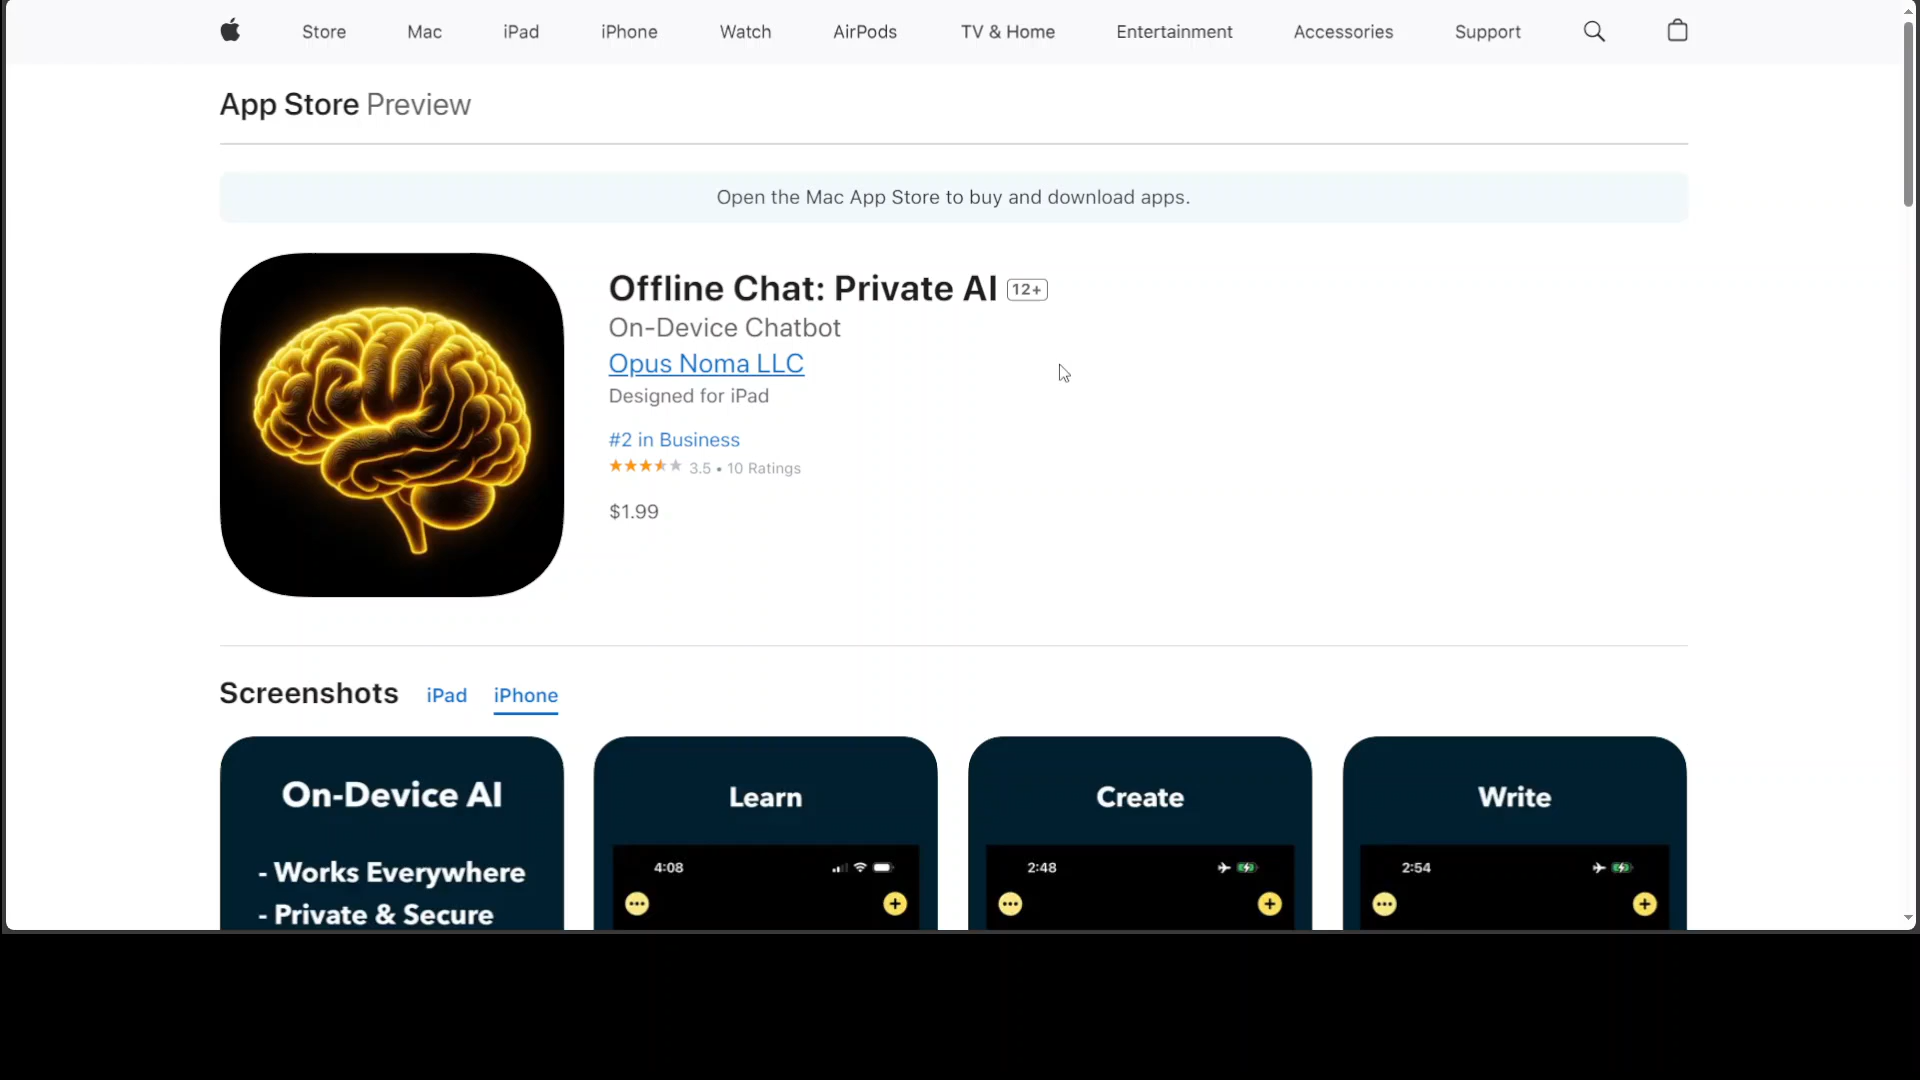 Store Mac iPad iPhone Watch AirPods TV & Home Entertainment Accessories Support
App Store Preview
Open the Mac App Store to buy and download apps.
Offline Chat: Private AI 12+
On-Device Chatbot
Opus Noma LLC
Designed for iPad
#2 in Business
3.5 • 10 Ratings
$1.99
Screenshots iPad iPhone
On-Device AI
- Works Everywhere
- Private & Secure
Learn
4:08
Create
2:48
Write
2:54